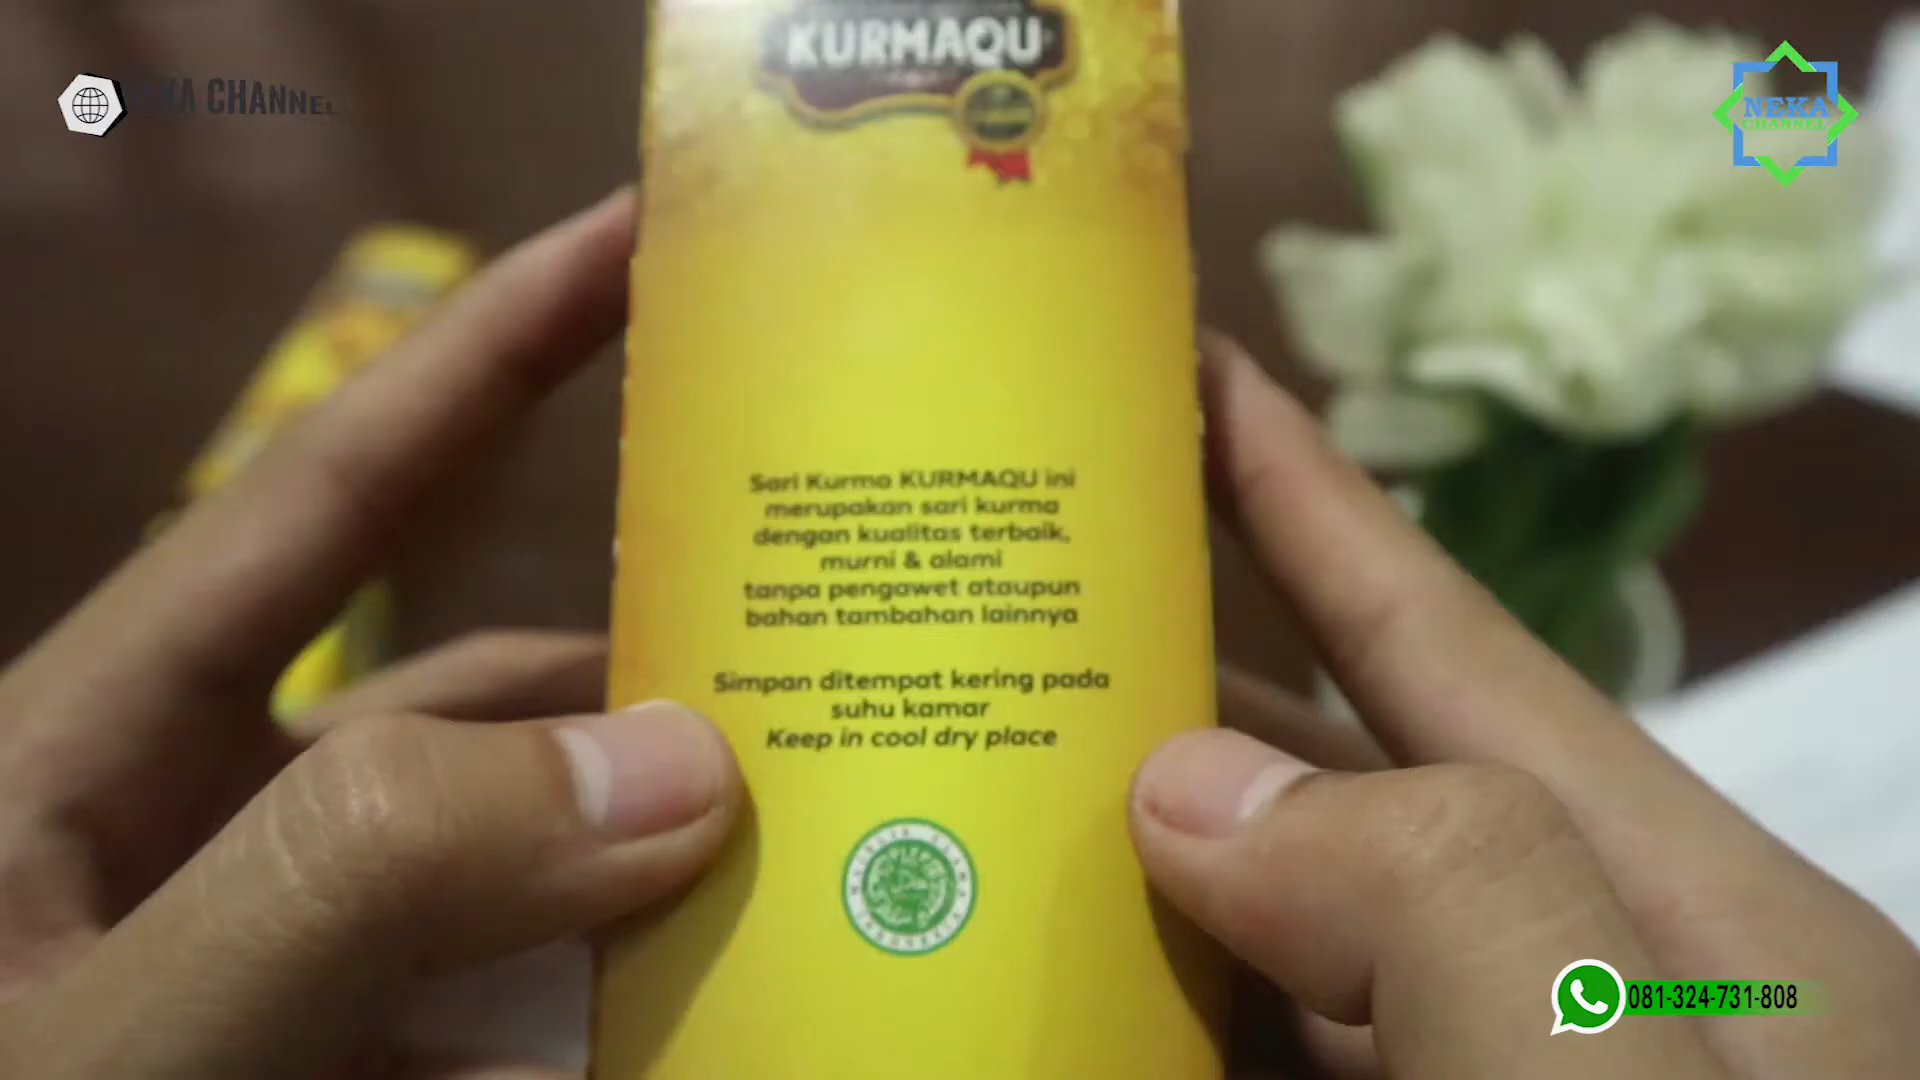 KURMAQU
NEKA CHANNEL
NEKA
CHANNEL
Sari Kurma KURMAQU ini
merupakan sari kurma
dengan kualitas terbaik,
murni & alami
tanpa pengawet ataupun
bahan tambahan lainnya
Simpan ditempat kering pada
suhu kamar
Keep in cool dry place
081-324-731-808